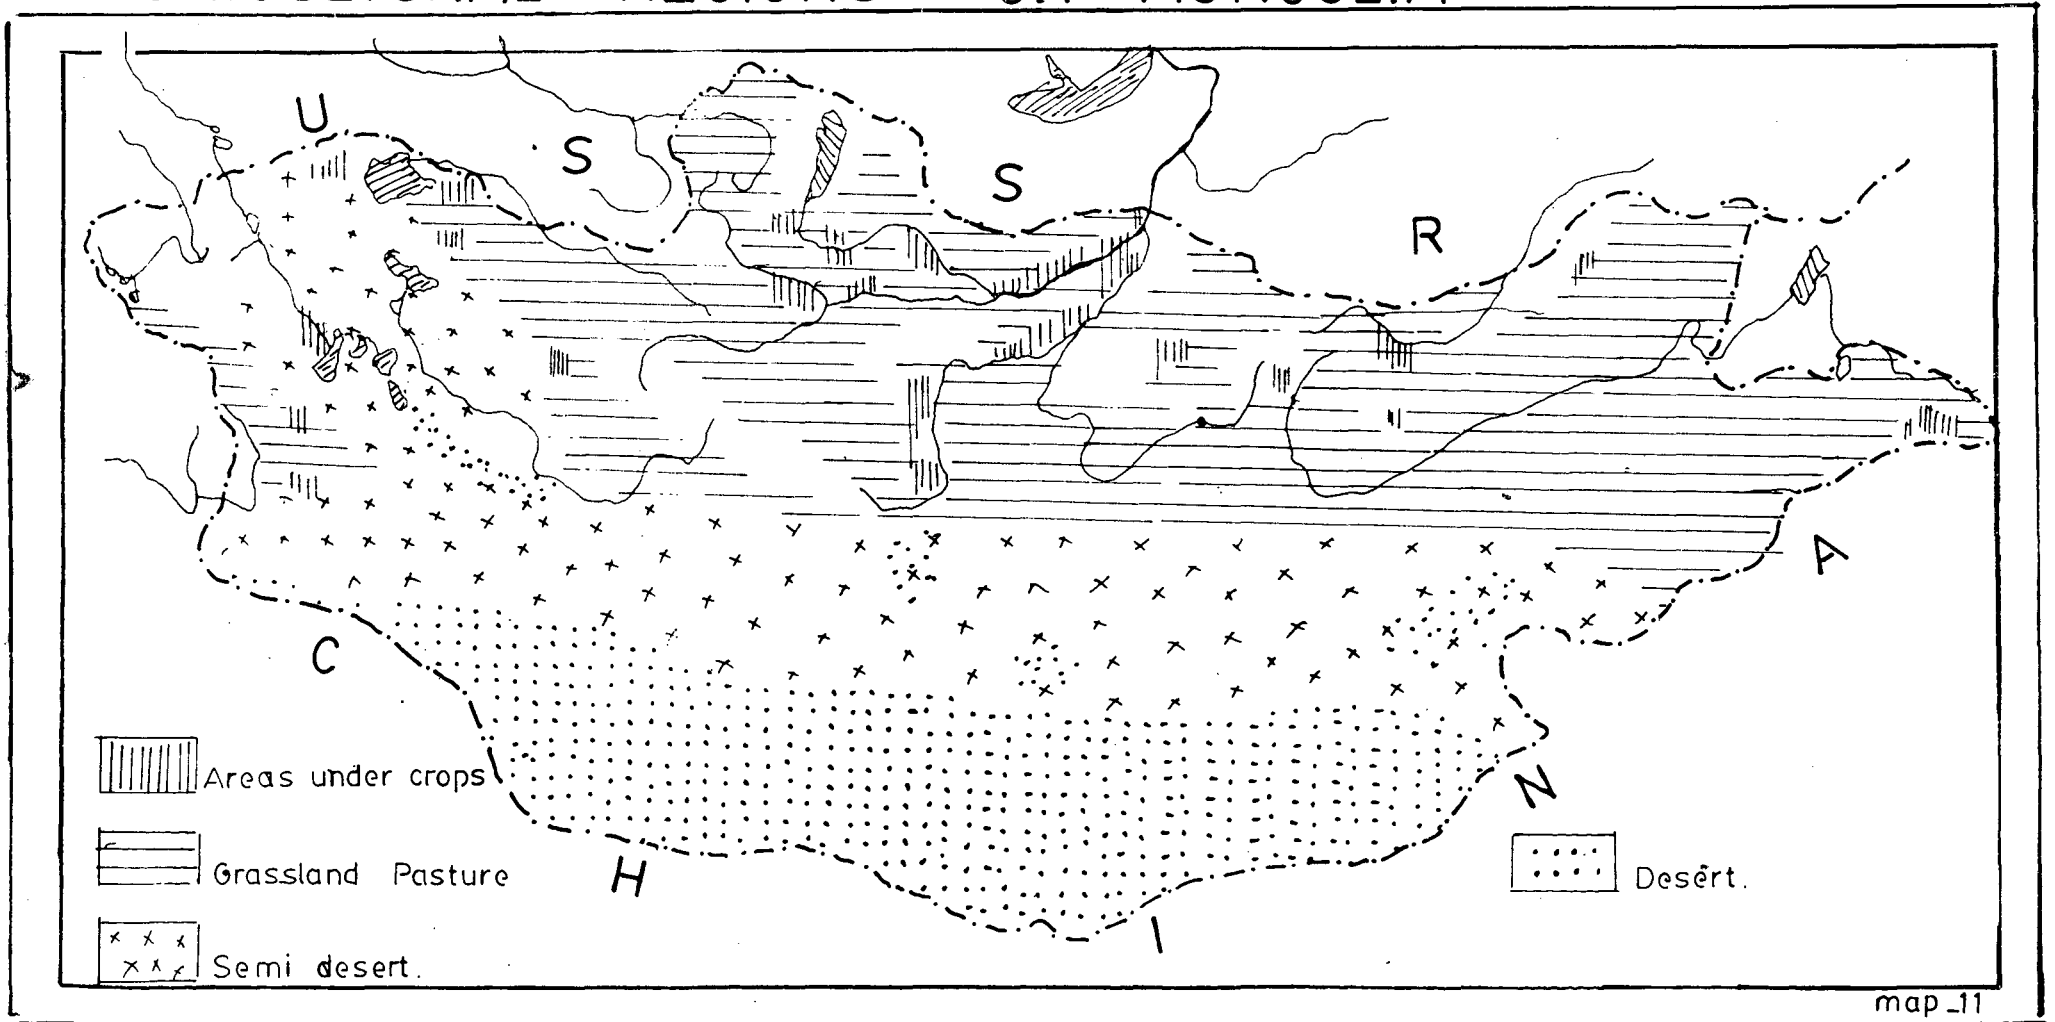 U S S R
C H I N A
Areas under crops
Grassland Pasture
Semi desert.
Desert.
map_11